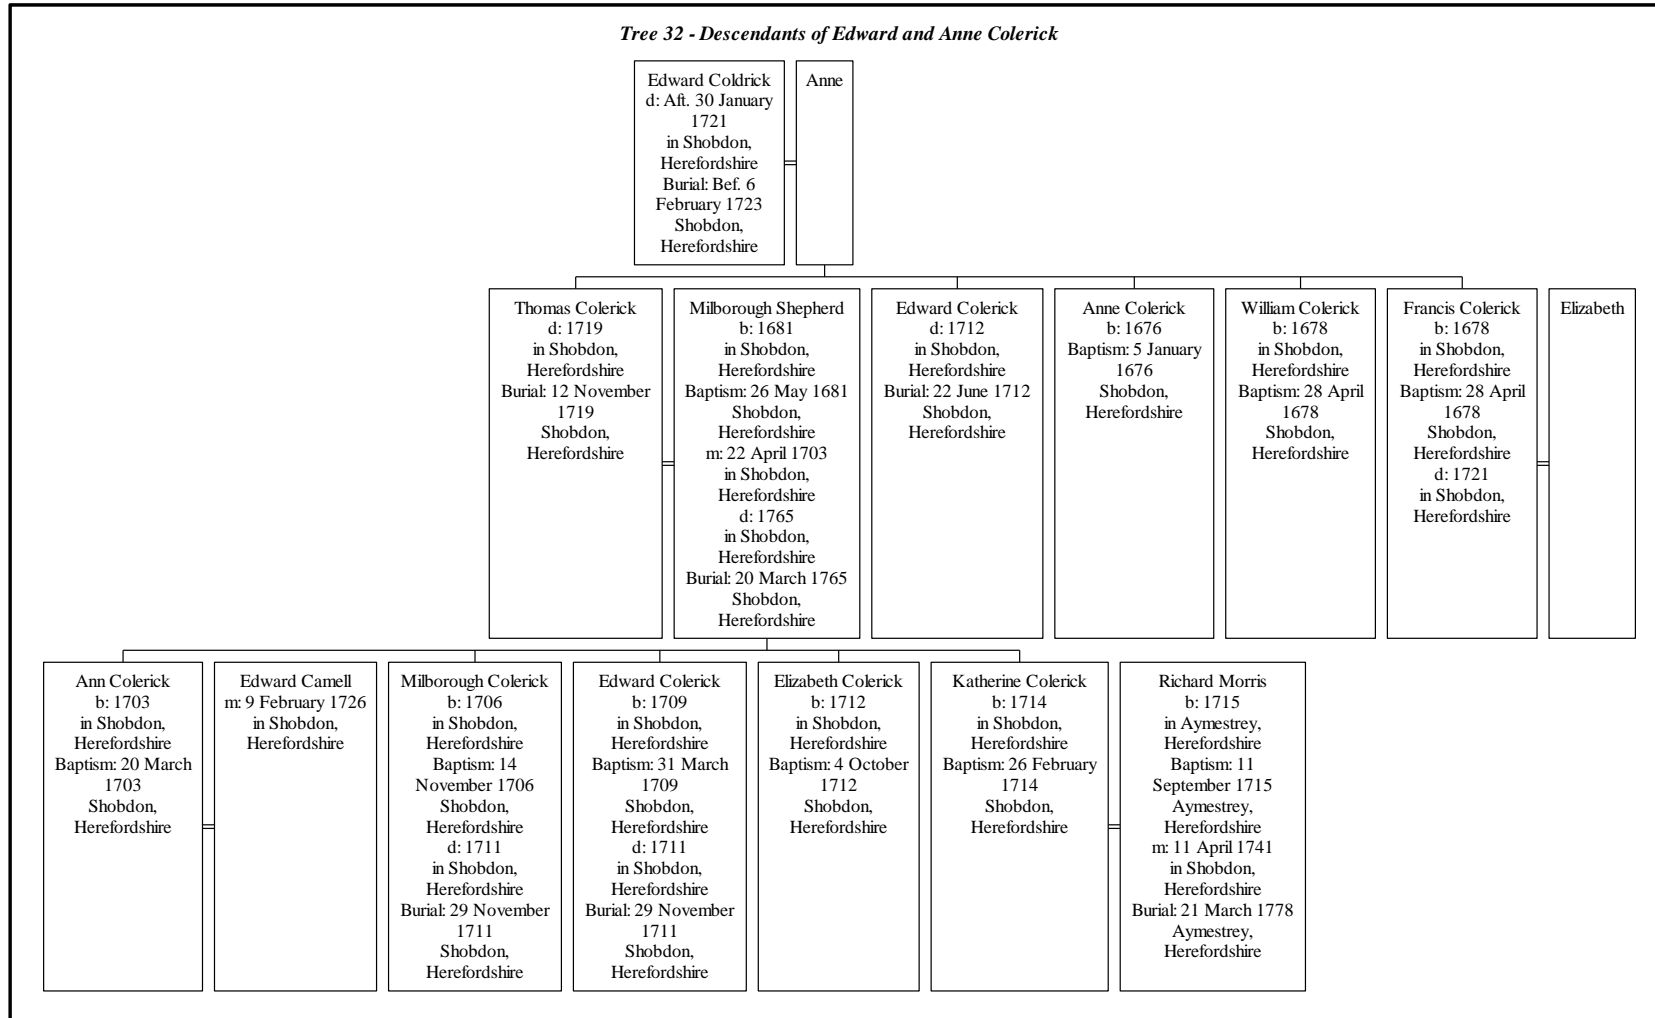 Tree 32 - Descendants of Edward and Anne Colerick
Edward Coldrick
d: Aft. 30 January
1721
in Shobdon,
Herefordshire
Burial: Bef. 6
February 1723
Shobdon,
Herefordshire
Anne
Thomas Colerick
d: 1719
in Shobdon,
Herefordshire
Burial: 12 November
1719
Shobdon,
Herefordshire
Milborough Shepherd
b: 1681
in Shobdon,
Herefordshire
Baptism: 26 May 1681
Shobdon,
Herefordshire
m: 22 April 1703
in Shobdon,
Herefordshire
d: 1765
in Shobdon,
Herefordshire
Burial: 20 March 1765
Shobdon,
Herefordshire
Edward Colerick
d: 1712
in Shobdon,
Herefordshire
Burial: 22 June 1712
Shobdon,
Herefordshire
Anne Colerick
b: 1676
Baptism: 5 January
1676
Shobdon,
Herefordshire
William Colerick
b: 1678
in Shobdon,
Herefordshire
Baptism: 28 April
1678
Shobdon,
Herefordshire
Francis Colerick
b: 1678
in Shobdon,
Herefordshire
Baptism: 28 April
1678
Shobdon,
Herefordshire
d: 1721
in Shobdon,
Herefordshire
Elizabeth
Ann Colerick
b: 1703
in Shobdon,
Herefordshire
Baptism: 20 March
1703
Shobdon,
Herefordshire
Edward Camell
m: 9 February 1726
in Shobdon,
Herefordshire
Milborough Colerick
b: 1706
in Shobdon,
Herefordshire
Baptism: 14
November 1706
Shobdon,
Herefordshire
d: 1711
in Shobdon,
Herefordshire
Burial: 29 November
1711
Shobdon,
Herefordshire
Edward Colerick
b: 1709
in Shobdon,
Herefordshire
Baptism: 31 March
1709
Shobdon,
Herefordshire
d: 1711
in Shobdon,
Herefordshire
Burial: 29 November
1711
Shobdon,
Herefordshire
Elizabeth Colerick
b: 1712
in Shobdon,
Herefordshire
Baptism: 4 October
1712
Shobdon,
Herefordshire
Katherine Colerick
b: 1714
in Shobdon,
Herefordshire
Baptism: 26 February
1714
Shobdon,
Herefordshire
Richard Morris
b: 1715
in Aymestrey,
Herefordshire
Baptism: 11
September 1715
Aymestrey,
Herefordshire
m: 11 April 1741
in Shobdon,
Herefordshire
Burial: 21 March 1778
Aymestrey,
Herefordshire